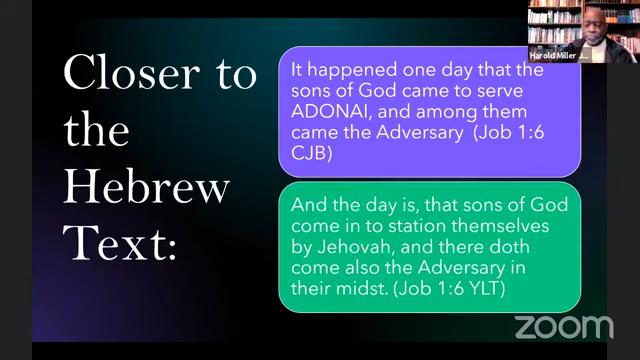 Closer to
the
Hebrew
Text:
It happened one day that the
sons of God came to serve
ADONAI, and among them
came the Adversary (Job 1:6
CJB)
And the day is, that sons of God
come in to station themselves
by Jehovah, and there doth
come also the Adversary in
their midst. (Job 1:6 YLT)
Harold Miller J...
zoom